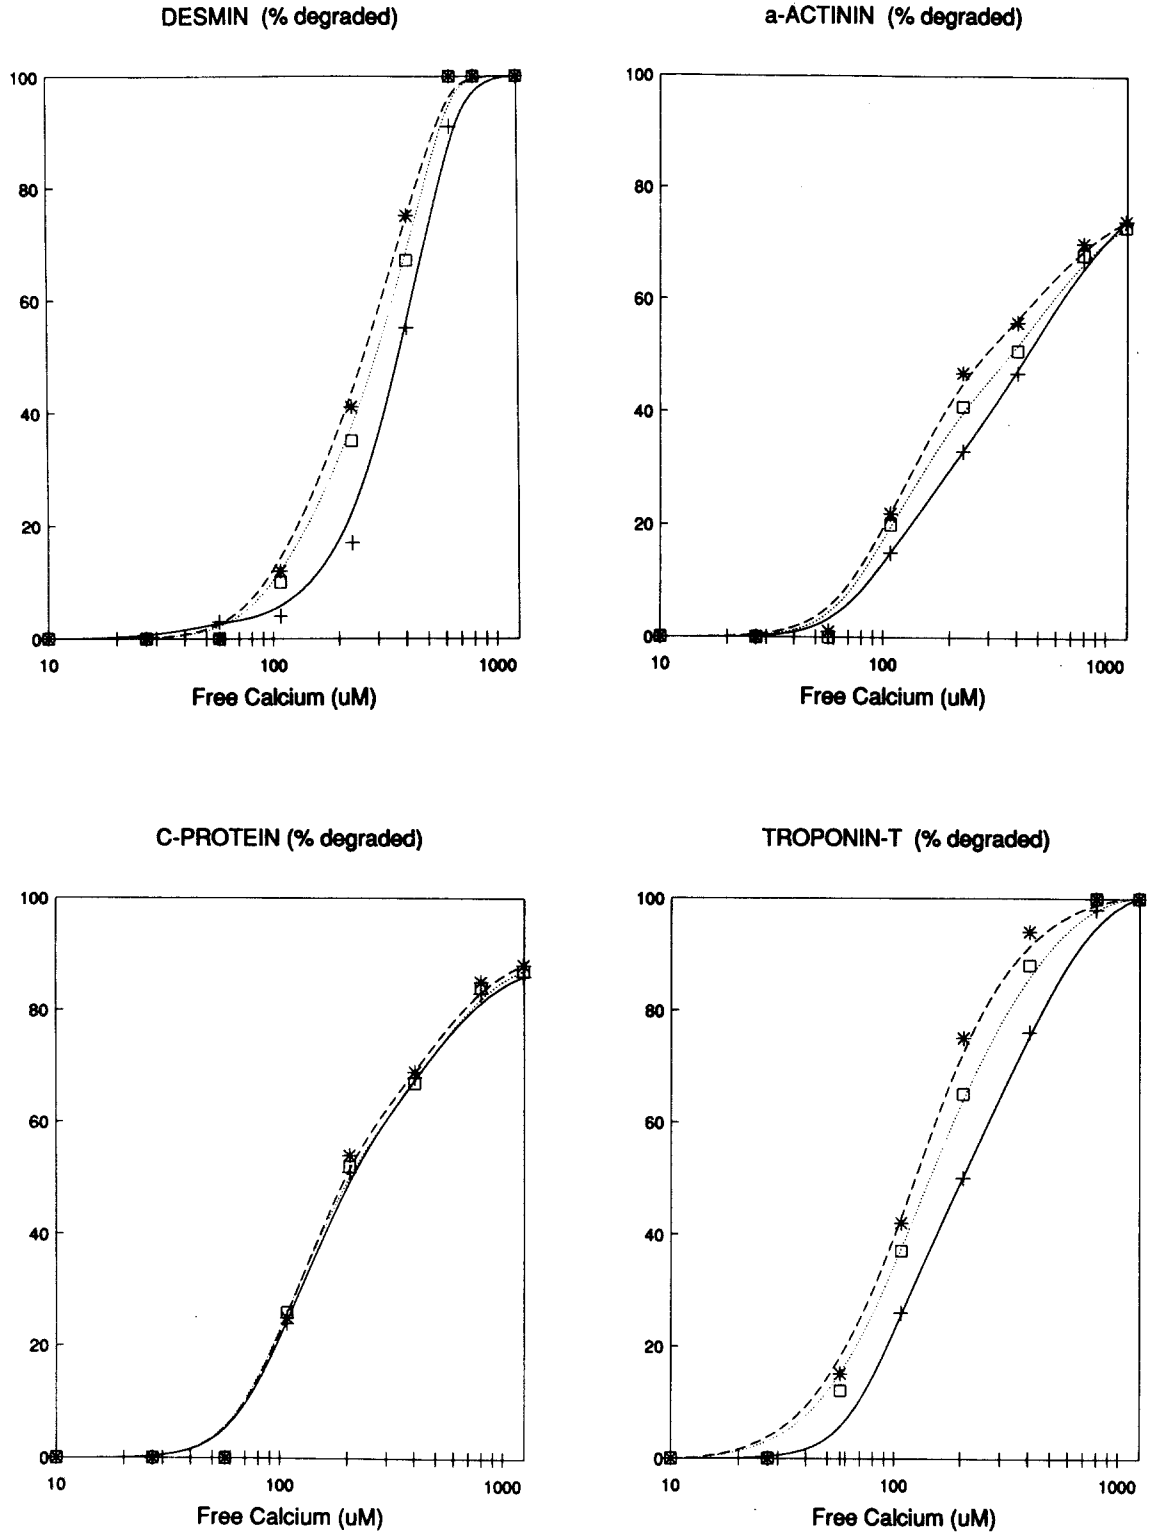 DESMIN (% degraded)
100
80
60
40
20
0
10 100 1000
Free Calcium (uM)
a-ACTININ (% degraded)
100
80
60
40
20
0
10 100 1000
Free Calcium (uM)
C-PROTEIN (% degraded)
100
80
60
40
20
0
10 100 1000
Free Calcium (uM)
TROPONIN-T (% degraded)
100
80
60
40
20
0
10 100 1000
Free Calcium (uM)